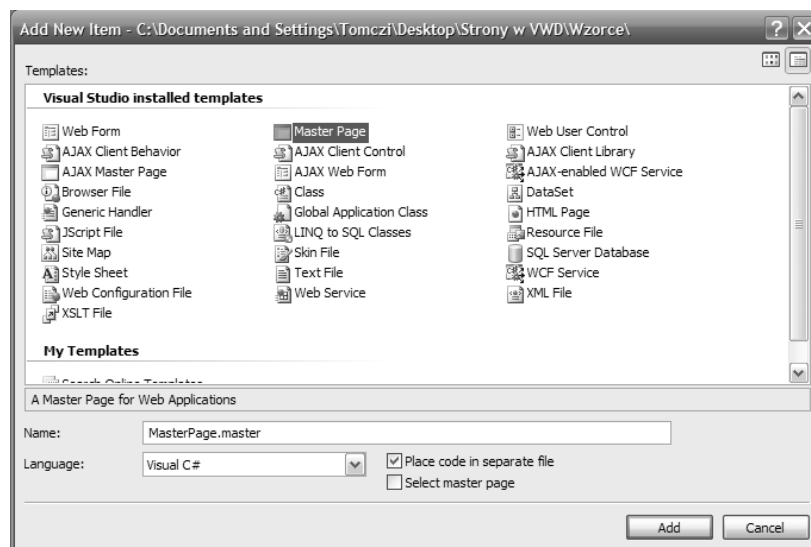 Add New Item - C:\Documents and Settings\Tomczi\Desktop\Strony w VWD\Wzorce\
Templates:
Visual Studio installed templates
Web Form Master Page Web User Control
AJAX Client Behavior AJAX Client Control AJAX Client Library
AJAX Master Page AJAX Web Form AJAX-enabled WCF Service
Browser File Class DataSet
Generic Handler Global Application Class HTML Page
JScript File LINQ to SQL Classes Resource File
Site Map Skin File SQL Server Database
Style Sheet Text File WCF Service
Web Configuration File Web Service XML File
XSLT File
My Templates
Search Online Templates
A Master Page for Web Applications
Name: MasterPage.master
Language: Visual C# Place code in separate file
Select master page
Add Cancel